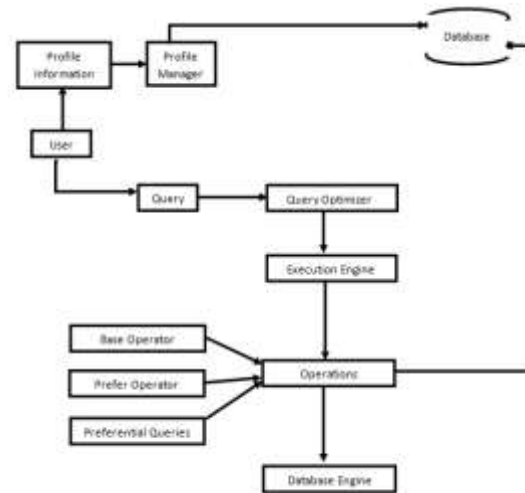 Profile
Information
Profile
Manager
Database
User
Query
Query Optimizer
Execution Engine
Base Operator
Prefer Operator
Operations
Preferential Queries
Database Engine